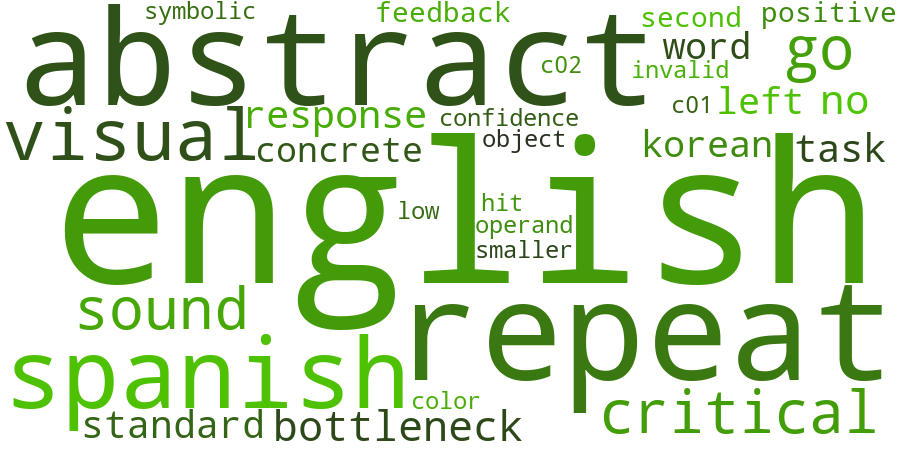 symbolic
feedback
second
positive
abstract
word
go
c02
invalid
c01
left
no
visual
response
confidence
object
concrete
korean
task
english
low
hit
operand
smaller
sound
repeat
spanish
color
critical
standard
bottleneck